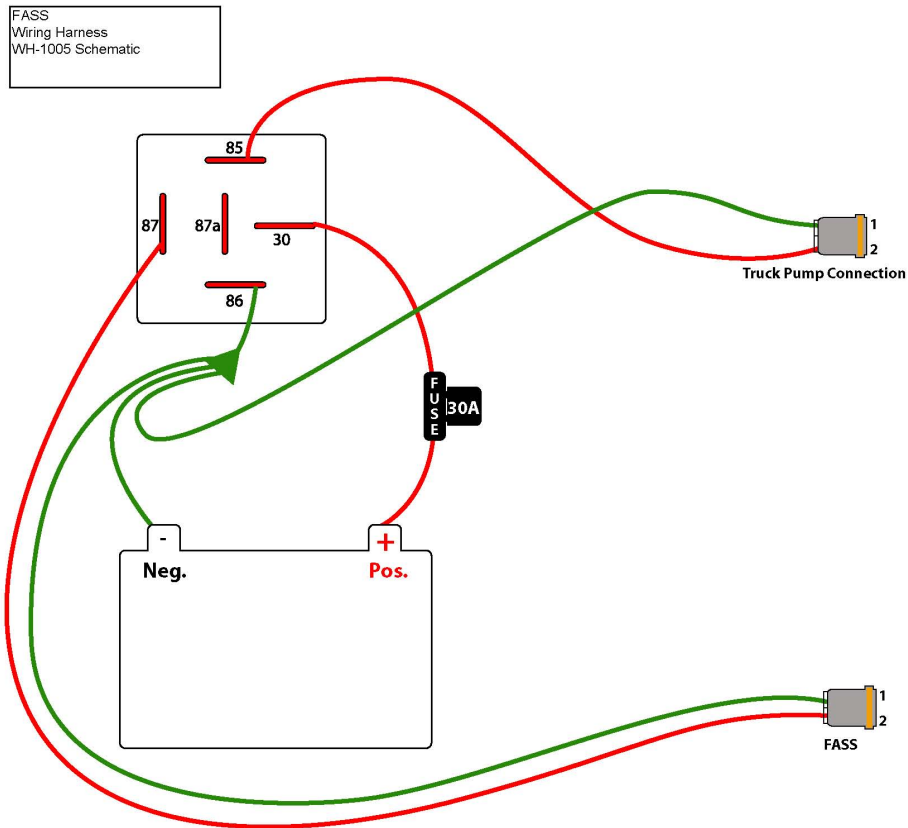 FASS
Wiring Harness
WH-1005 Schematic
85
87
87a
30
86
1
2
Truck Pump Connection
FUSE
30A
-
+
Neg.
Pos.
1
2
FASS